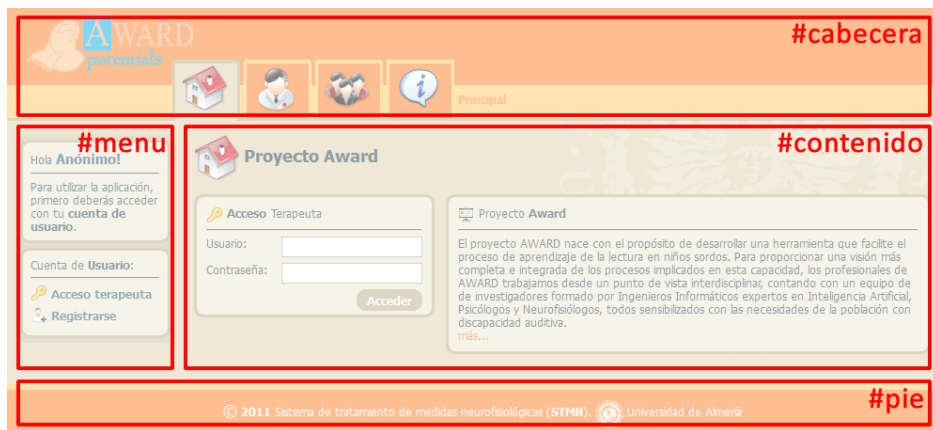 #cabecera
AWARD
potentials
Principal
#menu
Hola Anónimo!
Para utilizar la aplicación,
primero deberás acceder
con tu cuenta de
usuario.
Cuenta de Usuario:
Acceso terapeuta
Registrarse
#contenido
Proyecto Award
Acceso Terapeuta
Usuario:
Contraseña:
Acceder
Proyecto Award
El proyecto AWARD nace con el propósito de desarrollar una herramienta que facilite el
proceso de aprendizaje de la lectura en niños sordos. Para proporcionar una visión más
completa e integrada de los procesos implicados en esta capacidad, los profesionales de
AWARD trabajamos desde un punto de vista interdisciplinar, contando con un equipo de
de investigadores formado por Ingenieros Informáticos expertos en Inteligencia Artificial,
Psicólogos y Neurofisiólogos, todos sensibilizados con las necesidades de la población con
discapacidad auditiva.
más...
#pie
© 2011 Sistema de tratamiento de medidas neurofisiológicas (STMN). Universidad de Almería